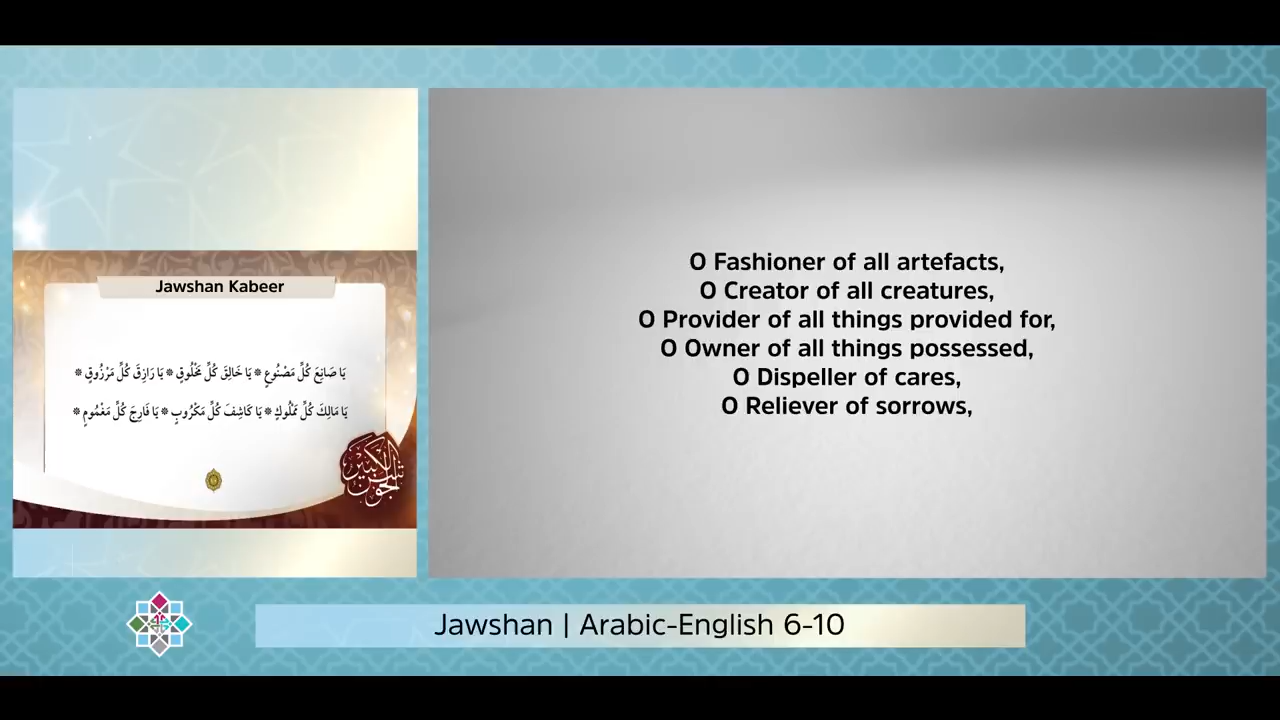 Jawshan Kabeer
يَا صَانِعَ كُلِّ مَصْنُوعٍ * يَا خَالِقَ كُلِّ مَخْلُوقٍ * يَا رَازِقَ كُلِّ مَرْزُوقٍ *
يَا مَالِكَ كُلِّ مَمْلُوكٍ * يَا كَاشِفَ كُلِّ مَكْرُوبٍ * يَا فَارِجَ كُلِّ مَغْمُومٍ *
O Fashioner of all artefacts,
O Creator of all creatures,
O Provider of all things provided for,
O Owner of all things possessed,
O Dispeller of cares,
O Reliever of sorrows,
Jawshan | Arabic-English 6-10